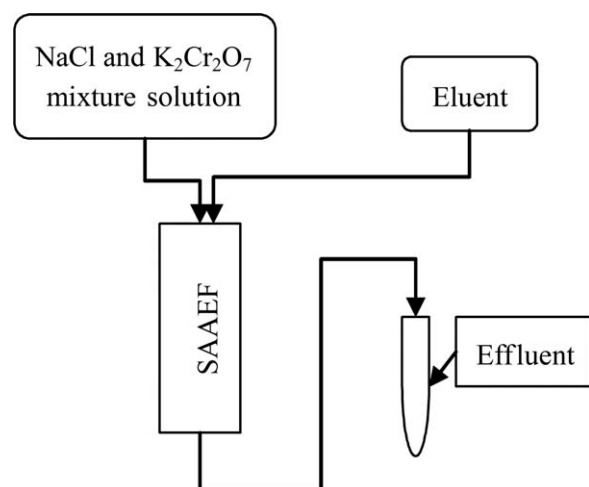 NaCl and K₂Cr₂O₇
mixture solution
Eluent
SAAEF
Effluent